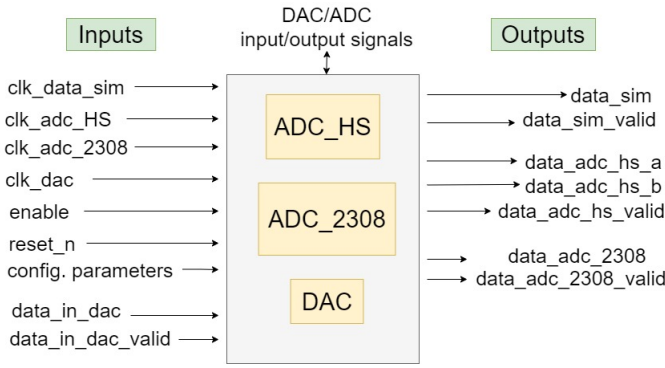 Inputs
DAC/ADC
input/output signals
Outputs
clk_data_sim
clk_adc_HS
clk_adc_2308
clk_dac
enable
reset_n
config. parameters
data_in_dac
data_in_dac_valid
ADC_HS
ADC_2308
DAC
data_sim
data_sim_valid
data_adc_hs_a
data_adc_hs_b
data_adc_hs_valid
data_adc_2308
data_adc_2308_valid